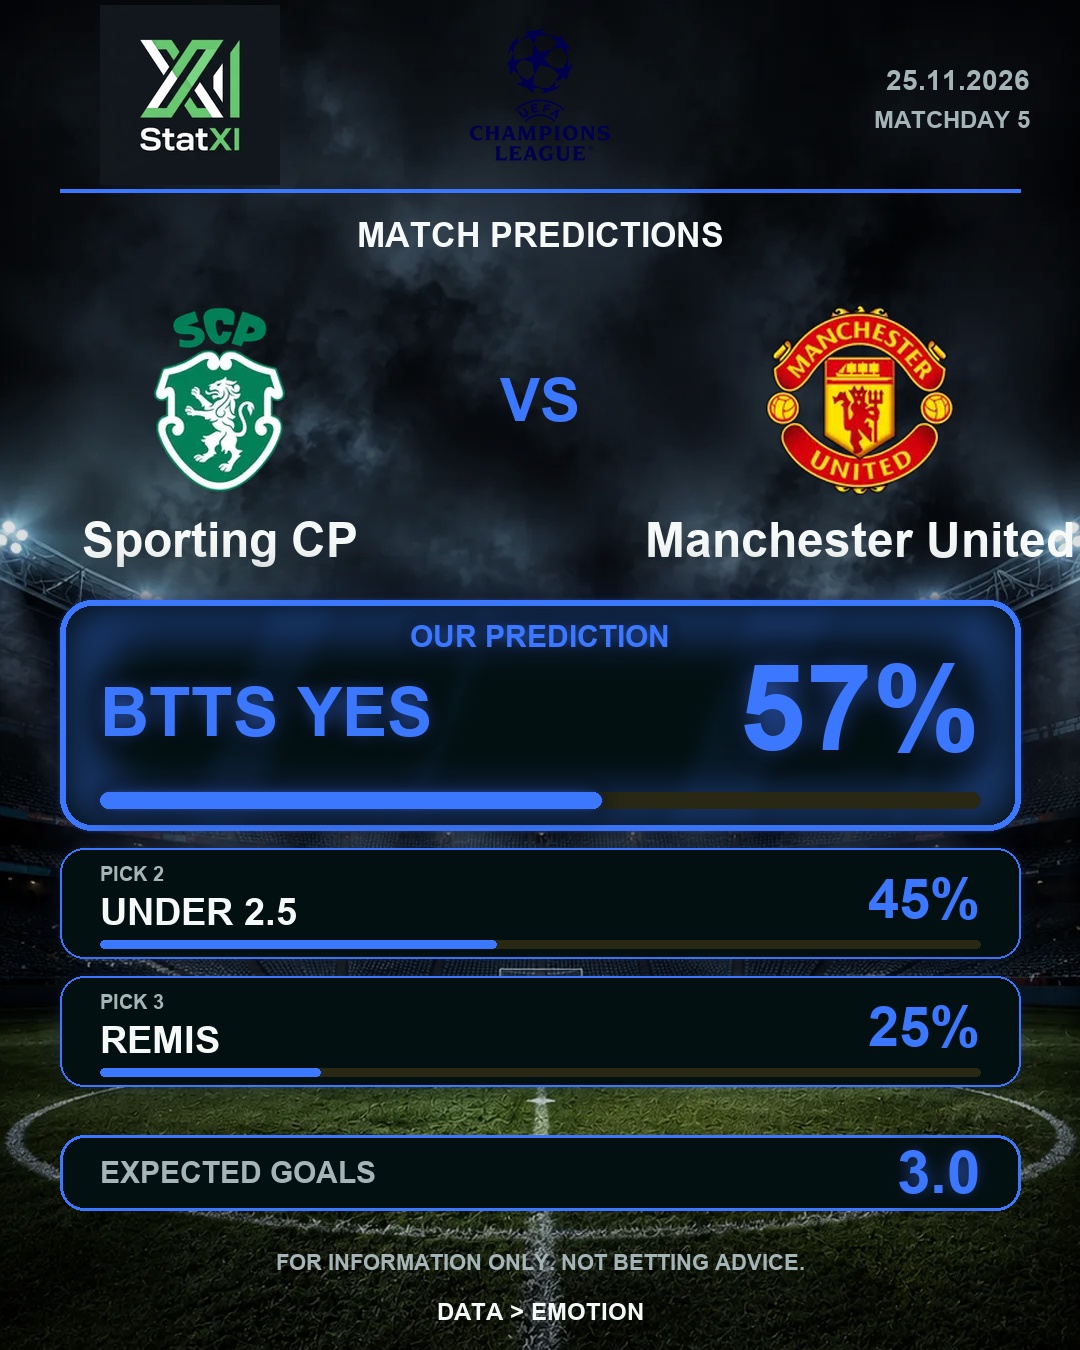 StatXI
UEFA
CHAMPIONS
LEAGUE
25.11.2026
MATCHDAY 5
MATCH PREDICTIONS
SCP
VS
MANCHESTER
UNITED
Sporting CP
Manchester United
OUR PREDICTION
BTTS YES
57%
PICK 2
UNDER 2.5
45%
PICK 3
REMIS
25%
EXPECTED GOALS
3.0
FOR INFORMATION ONLY. NOT BETTING ADVICE.
DATA > EMOTION